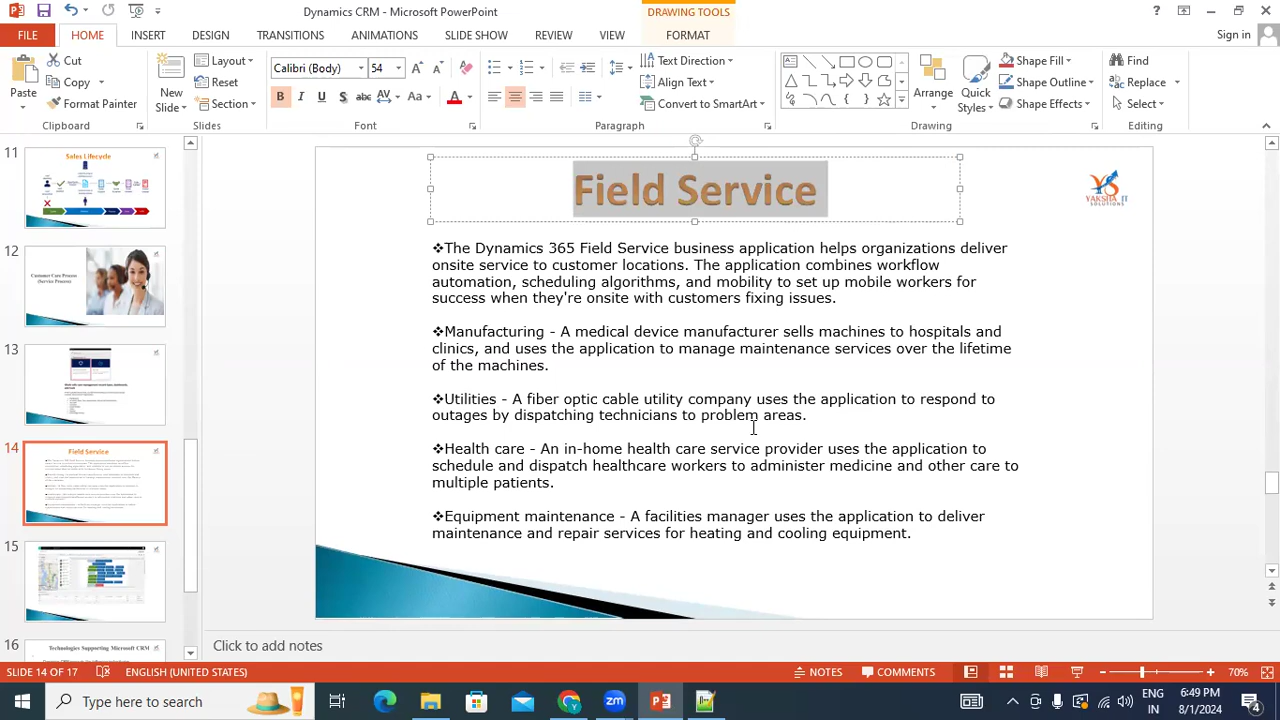 Dynamics CRM - Microsoft PowerPoint
DRAWING TOOLS
Sign in
FILE
HOME
INSERT
DESIGN
TRANSITIONS
ANIMATIONS
SLIDE SHOW
REVIEW
VIEW
FORMAT
Paste
Cut
Copy
Format Painter
Clipboard
New
Slide
Layout
Reset
Section
Slides
Calibri (Body)
54
Font
Text Direction
Align Text
Convert to SmartArt
Paragraph
Arrange
Quick
Styles
Shape Fill
Shape Outline
Shape Effects
Drawing
Find
Replace
Select
Editing
11
Sales Lifecycle
12
Customer Care Process
(Service Process)
13
14
Field Service
15
16
Technologies Supporting Microsoft CRM
Field Service
YAKSHA IT
SOLUTIONS
❖The Dynamics 365 Field Service business application helps organizations deliver
onsite service to customer locations. The application combines workflow
automation, scheduling algorithms, and mobility to set up mobile workers for
success when they're onsite with customers fixing issues.
❖Manufacturing - A medical device manufacturer sells machines to hospitals and
clinics, and uses the application to manage maintenance services over the lifetime
of the machines.
❖Utilities - A fiber optic cable utility company uses the application to respond to
outages by dispatching technicians to problem areas.
❖Health care - An in-home health care service provider uses the application to
schedule and dispatch healthcare workers to administer medicine and other care to
multiple patients.
❖Equipment maintenance - A facilities manager uses the application to deliver
maintenance and repair services for heating and cooling equipment.
Click to add notes
SLIDE 14 OF 17
ENGLISH (UNITED STATES)
NOTES
COMMENTS
70%
Type here to search
ENG
IN
6:49 PM
8/1/2024
4